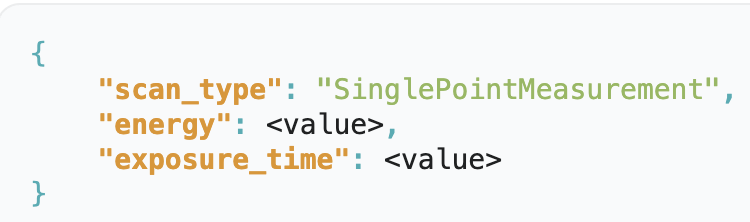 {
    "scan_type": "SinglePointMeasurement",
    "energy": <value>,
    "exposure_time": <value>
}